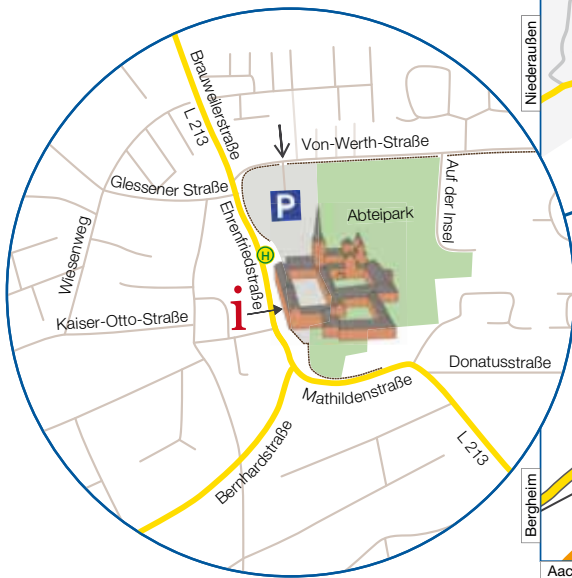 Niederaußen
Brauweilerstraße
L 213
Von-Werth-Straße
Glessener Straße
P
Abteipark
Auf der Insel
Wiesenweg
Ehrenfriedstraße
H
i
Kaiser-Otto-Straße
Donatusstraße
Mathildenstraße
Bernhardstraße
L 213
Bergheim
Aac